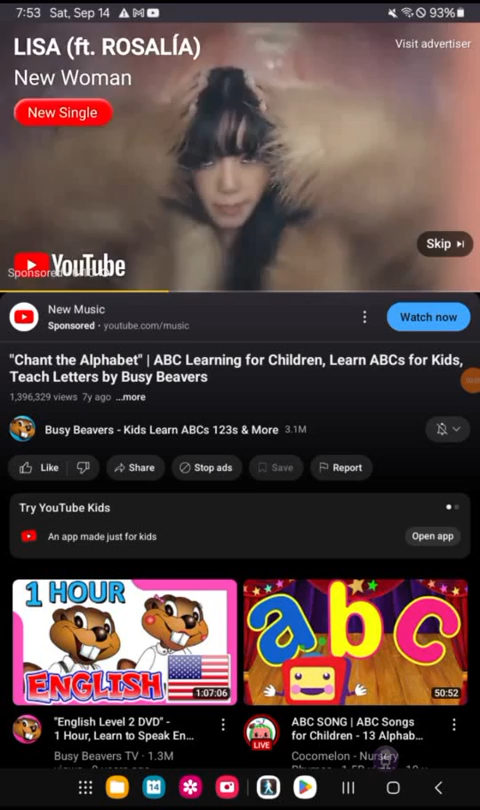 7:53 Sat, Sep 14
93%
LISA (ft. ROSALÍA)
Visit advertiser
New Woman
New Single
Skip
YouTube
Sponsored
New Music
Sponsored · youtube.com/music
Watch now
"Chant the Alphabet" | ABC Learning for Children, Learn ABCs for Kids,
Teach Letters by Busy Beavers
1,396,329 views 7y ago ...more
Busy Beavers - Kids Learn ABCs 123s & More 3.1M
Like Share Stop ads Save Report
Try YouTube Kids
An app made just for kids
Open app
1 HOUR
ENGLISH
1:07:06
abc
50:52
"English Level 2 DVD" -
1 Hour, Learn to Speak En...
Busy Beavers TV · 1.3M
LIVE
ABC SONG | ABC Songs
for Children - 13 Alphab...
Cocomelon - Nursery
14